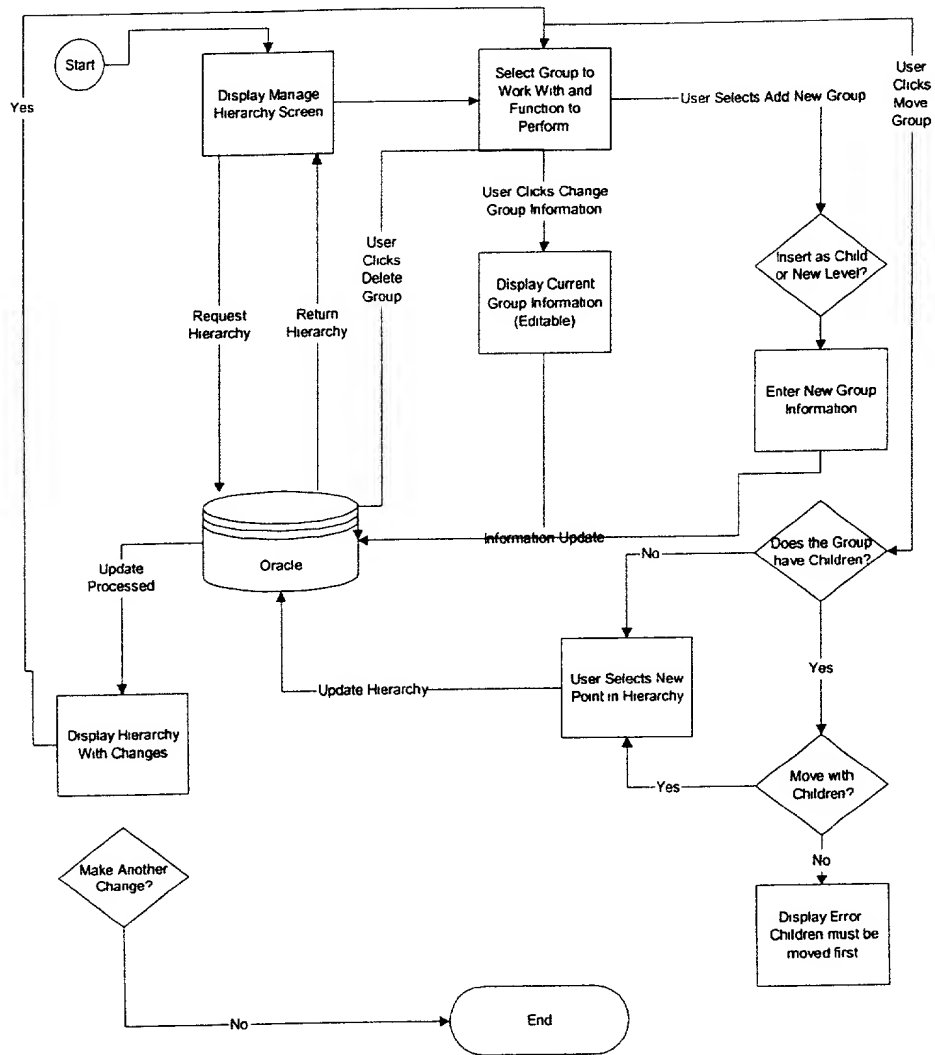 Start
Yes
Display Manage
Hierarchy Screen
Select Group to
Work With and
Function to
Perform
User Selects Add New Group
User
Clicks
Move
Group
User Clicks Change
Group Information
User
Clicks
Delete
Group
Insert as Child
or New Level?
Display Current
Group Information
(Editable)
Request
Hierarchy
Return
Hierarchy
Enter New Group
Information
Information Update
Oracle
Does the Group
have Children?
No
Update
Processed
Yes
User Selects New
Point in Hierarchy
Update Hierarchy
Display Hierarchy
With Changes
Move with
Children?
Yes
No
Make Another
Change?
Display Error
Children must be
moved first
No
End